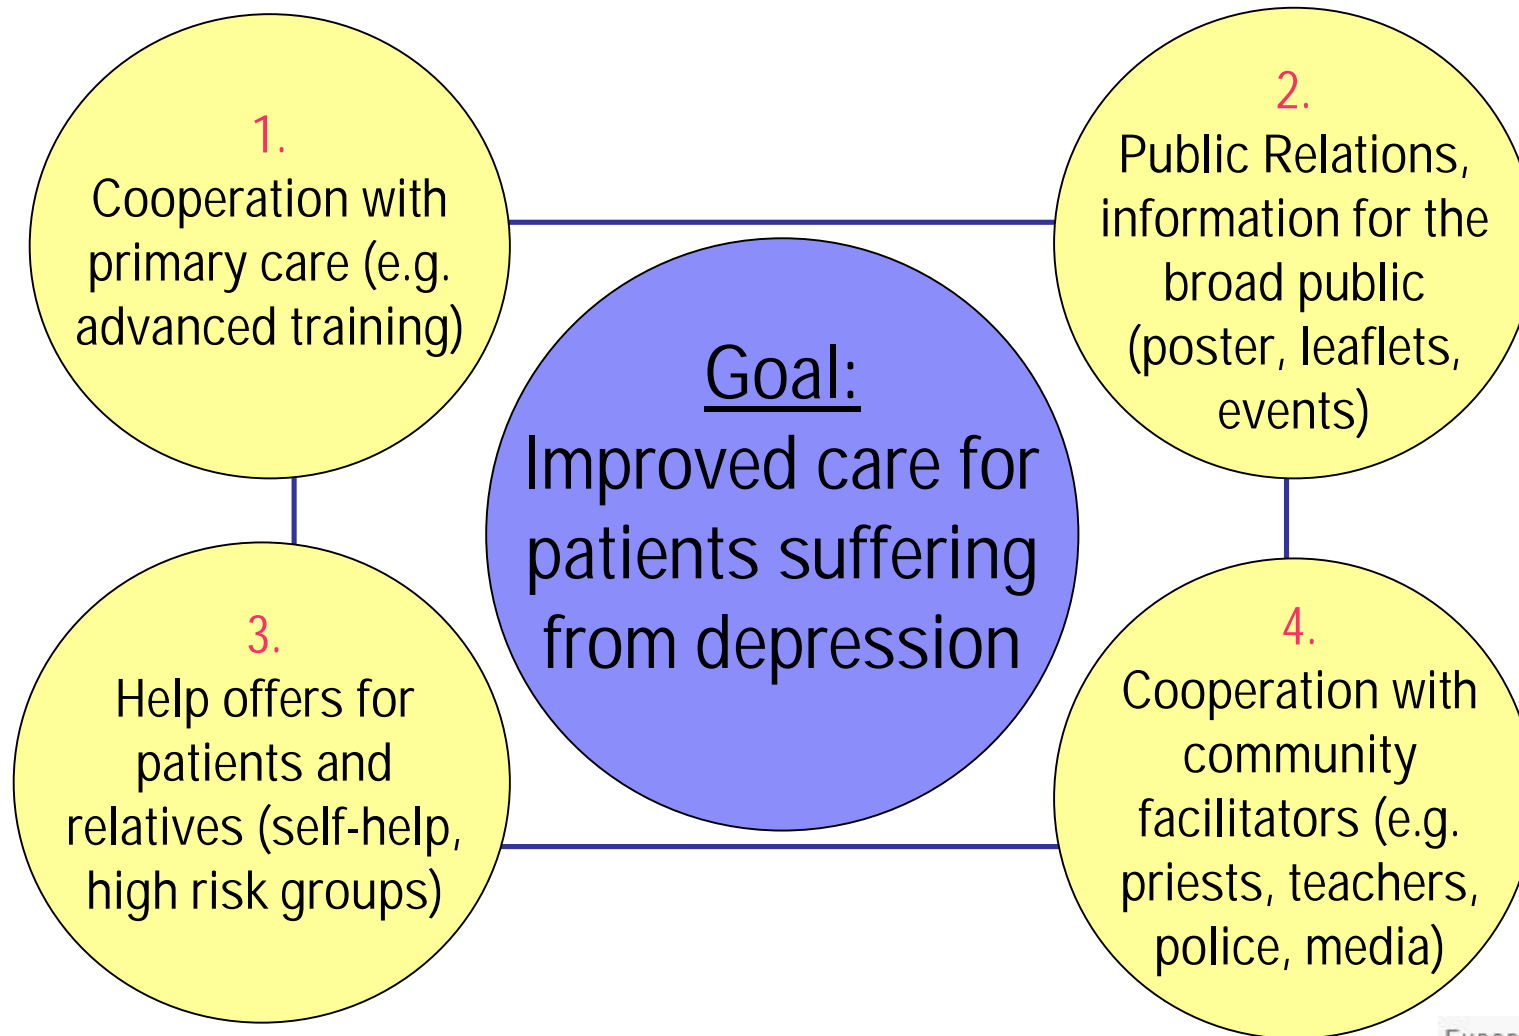 1.
Cooperation with
primary care (e.g.
advanced training)
2.
Public Relations,
information for the
broad public
(poster, leaflets,
events)
Goal:
Improved care for
patients suffering
from depression
3.
Help offers for
patients and
relatives (self-help,
high risk groups)
4.
Cooperation with
community
facilitators (e.g.
priests, teachers,
police, media)